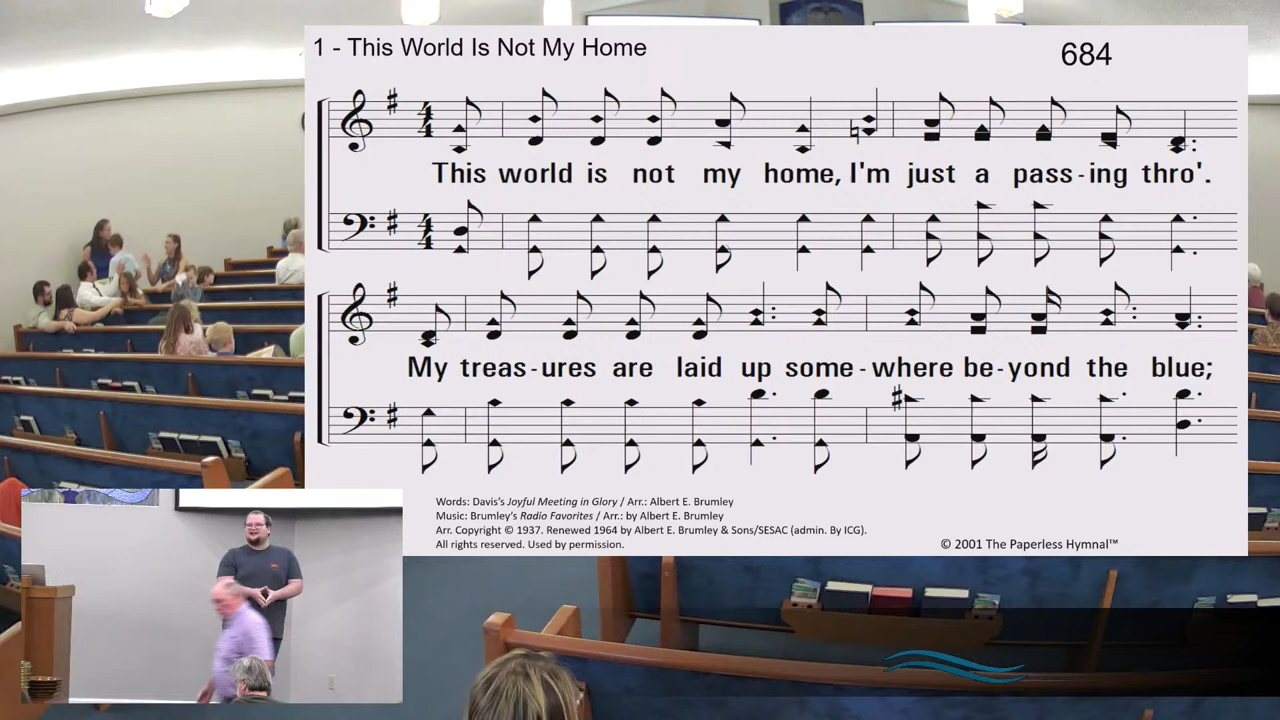 1 - This World Is Not My Home
684
This world is not my home, I'm just a pass-ing thro'.
My treas-ures are laid up some-where be-yond the blue;
Words: Davis's Joyful Meeting in Glory / Arr.: Albert E. Brumley
Music: Brumley's Radio Favorites / Arr.: by Albert E. Brumley
Arr. Copyright © 1937. Renewed 1964 by Albert E. Brumley & Sons/SESAC (admin. By ICG).
All rights reserved. Used by permission.
© 2001 The Paperless Hymnal™